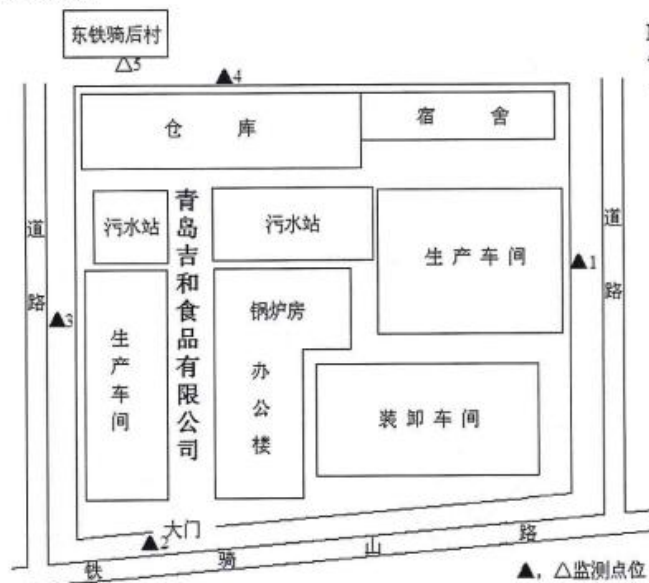 东铁骑后村
△5
▲4
仓 库
宿 舍
污水站
青岛吉和食品有限公司
污水站
生产车间
道路
▲1
道路
▲3
生产车间
锅炉房
办公楼
装卸车间
大门
▲2
铁 骑 山 路
▲, △监测点位